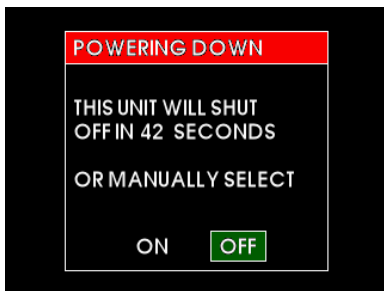 POWERING DOWN
THIS UNIT WILL SHUT
OFF IN 42 SECONDS
OR MANUALLY SELECT
ON OFF